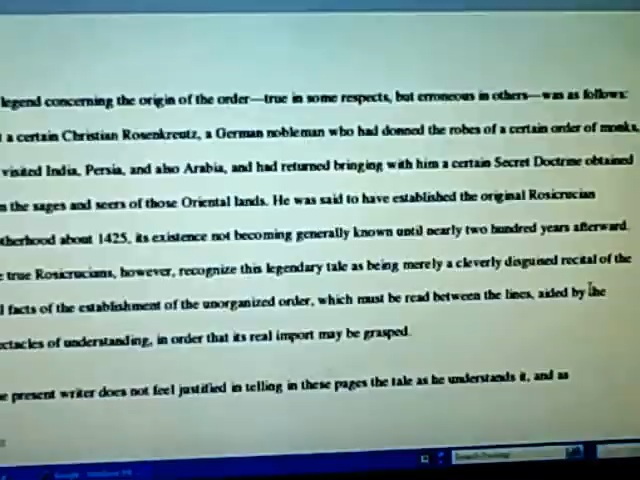 legend concerning the origin of the order—true in some respects, but erroneous in others—was as follows:
a certain Christian Rosenkreutz, a German nobleman who had donned the robes of a certain order of monks,
visited India, Persia, and also Arabia, and had returned bringing with him a certain Secret Doctrine obtained
the sages and seers of those Oriental lands. He was said to have established the original Rosicrucian
therhood about 1425, its existence not becoming generally known until nearly two hundred years afterward.
true Rosicrucians, however, recognize this legendary tale as being merely a cleverly disguised recital of the
facts of the establishment of the unorganized order, which must be read between the lines, aided by the
ectacles of understanding, in order that its real import may be grasped.
e present writer does not feel justified in telling in these pages the tale as he understands it, and as